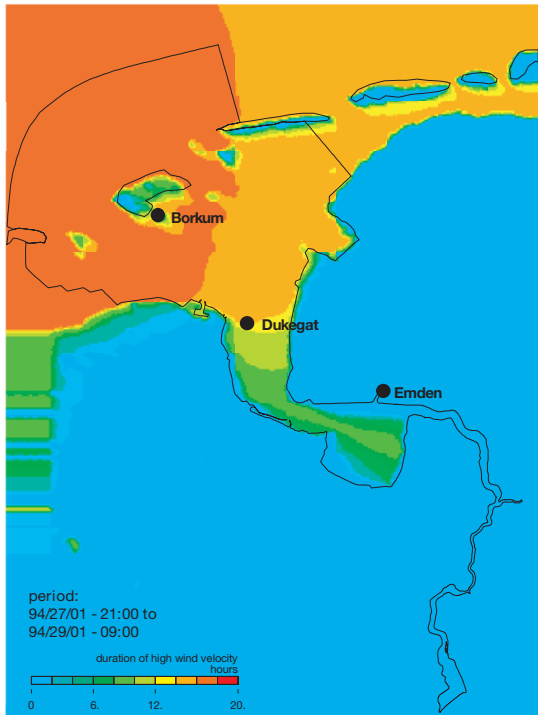 Borkum
Dukegat
Emden
period:
94/27/01 - 21:00 to
94/29/01 - 09:00
duration of high wind velocity
hours
0 6. 12. 20.